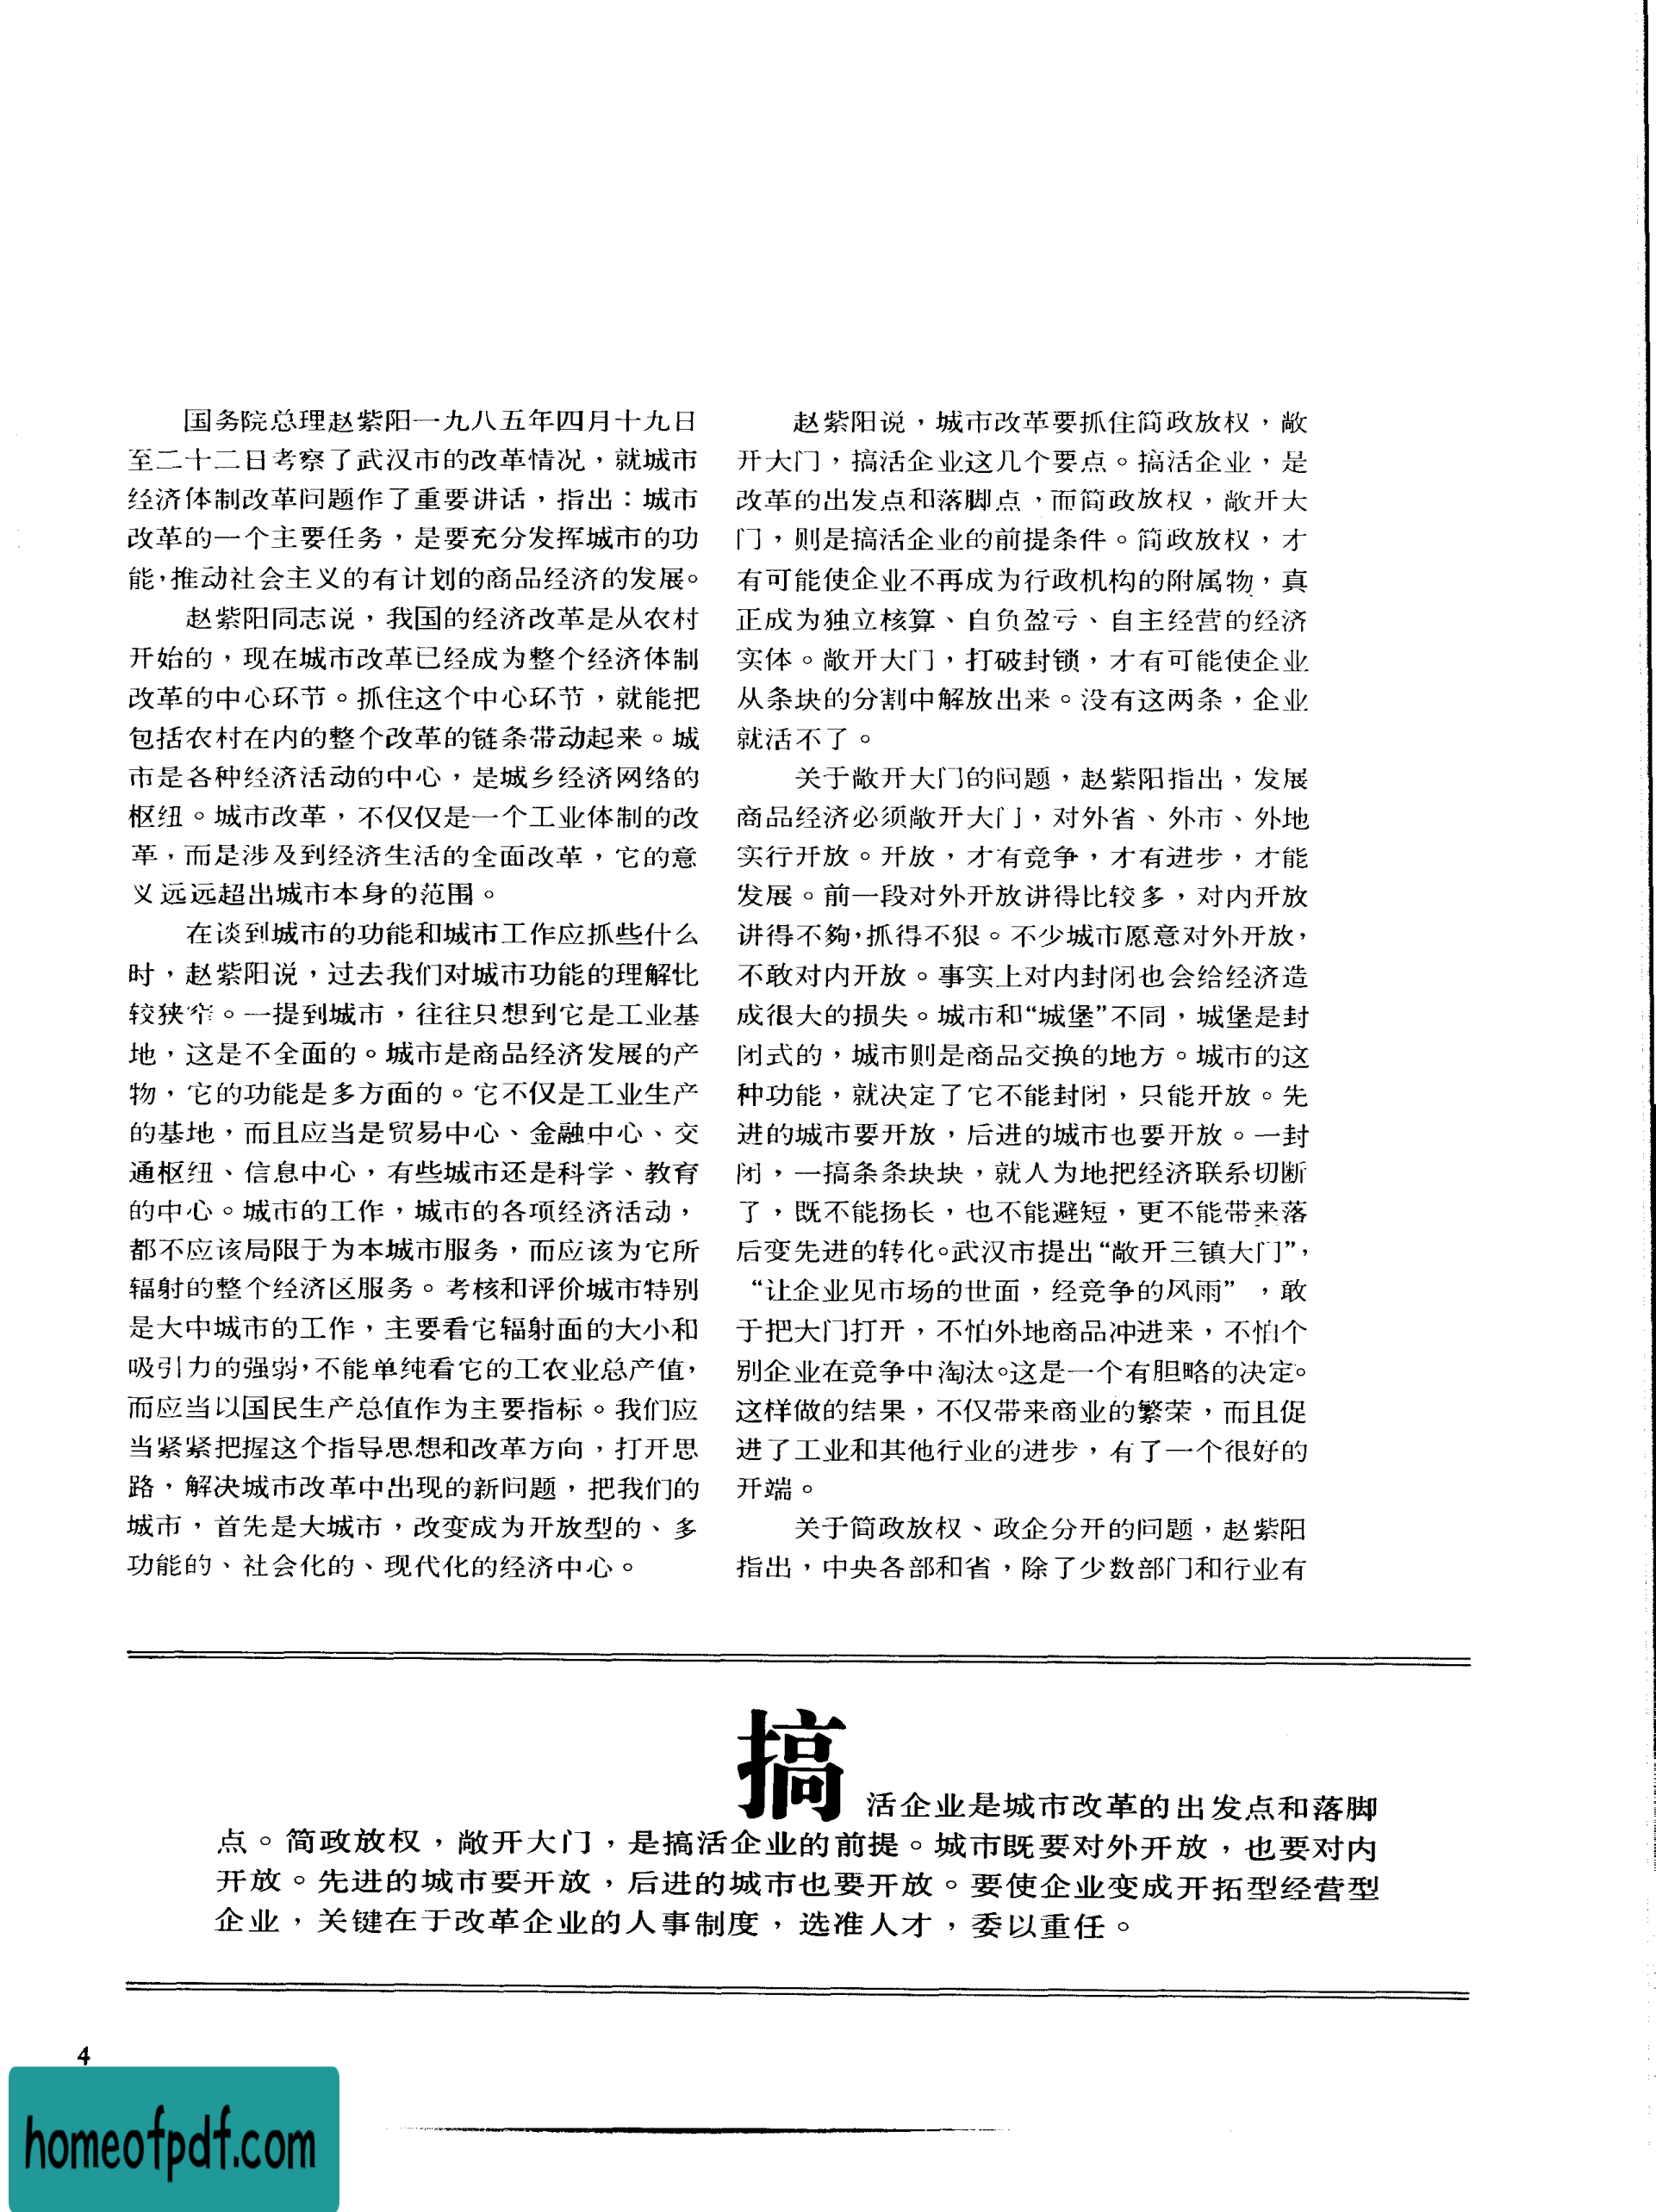 国务院总理赵紫阳一九八五年四月十九日
至二十二日考察了武汉市的改革情况，就城市
经济体制改革问题作了重要讲话，指出：城市
改革的一个主要任务，是要充分发挥城市的功
能，推动社会主义的有计划的商品经济的发展。
赵紫阳同志说，我国的经济改革是从农村
开始的，现在城市改革已经成为整个经济体制
改革的中心环节。抓住这个中心环节，就能把
包括农村在内的整个改革的链条带动起来。城
市是各种经济活动的中心，是城乡经济网络的
枢纽。城市改革，不仅仅是一个工业体制的改
革，而是涉及到经济生活的全面改革，它的意
义远远超出城市本身的范围。
在谈到城市的功能和城市工作应抓些什么
时，赵紫阳说，过去我们对城市功能的理解比
较狭窄。一提到城市，往往只想到它是工业基
地，这是不全面的。城市是商品经济发展的产
物，它的功能是多方面的。它不仅是工业生产
的基地，而且应当是贸易中心、金融中心、交
通枢纽、信息中心，有些城市还是科学、教育
的中心。城市的工作，城市的各项经济活动，
都不应该局限于为本城市服务，而应该为它所
辐射的整个经济区服务。考核和评价城市特别
是大中城市的工作，主要看它辐射面的大小和
吸引力的强弱，不能单纯看它的工农业总产值，
而应当以国民生产总值作为主要指标。我们应
当紧紧把握这个指导思想和改革方向，打开思
路，解决城市改革中出现的新问题，把我们的
城市，首先是大城市，改变成为开放型的、多
功能的、社会化的、现代化的经济中心。
赵紫阳说，城市改革要抓住简政放权，敞
开大门，搞活企业这几个要点。搞活企业，是
改革的出发点和落脚点，而简政放权，敞开大
门，则是搞活企业的前提条件。简政放权，才
有可能使企业不再成为行政机构的附属物，真
正成为独立核算、自负盈亏、自主经营的经济
实体。敞开大门，打破封锁，才有可能使企业
从条块的分割中解放出来。没有这两条，企业
就活不了。
关于敞开大门的问题，赵紫阳指出，发展
商品经济必须敞开大门，对外省、外市、外地
实行开放。开放，才有竞争，才有进步，才能
发展。前一段对外开放讲得比较多，对内开放
讲得不夠，抓得不狠。不少城市愿意对外开放，
不敢对内开放。事实上对内封闭也会给经济造
成很大的损失。城市和“城堡”不同，城堡是封
闭式的，城市则是商品交换的地方。城市的这
种功能，就决定了它不能封闭，只能开放。先
进的城市要开放，后进的城市也要开放。一封
闭，一搞条条块块，就人为地把经济联系切断
了，既不能扬长，也不能避短，更不能带来落
后变先进的转化。武汉市提出“敞开三镇大门”，
“让企业见市场的世面，经竞争的风雨”，敢
于把大门打开，不怕外地商品冲进来，不怕个
别企业在竞争中淘汰。这是一个有胆略的决定。
这样做的结果，不仅带来商业的繁荣，而且促
进了工业和其他行业的进步，有了一个很好的
开端。
关于简政放权、政企分开的问题，赵紫阳
指出，中央各部和省，除了少数部门和行业有
搞活企业是城市改革的出发点和落脚
点。简政放权，敞开大门，是搞活企业的前提。城市既要对外开放，也要对内
开放。先进的城市要开放，后进的城市也要开放。要使企业变成开拓型经营型
企业，关键在于改革企业的人事制度，选准人才，委以重任。
4
homeofpdf.com